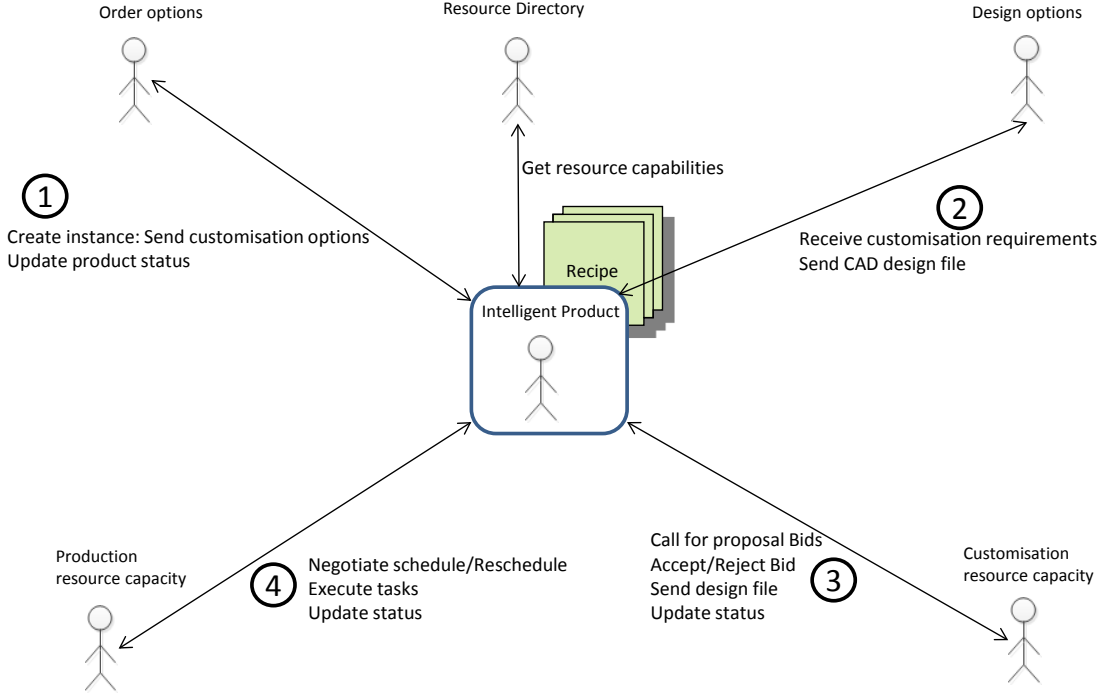 Order options
Resource Directory
Design options
Get resource capabilities
1
Create instance: Send customisation options
Update product status
2
Receive customisation requirements
Send CAD design file
Recipe
Intelligent Product
Production
resource capacity
4
Negotiate schedule/Reschedule
Execute tasks
Update status
Call for proposal Bids
Accept/Reject Bid
Send design file
Update status
3
Customisation
resource capacity